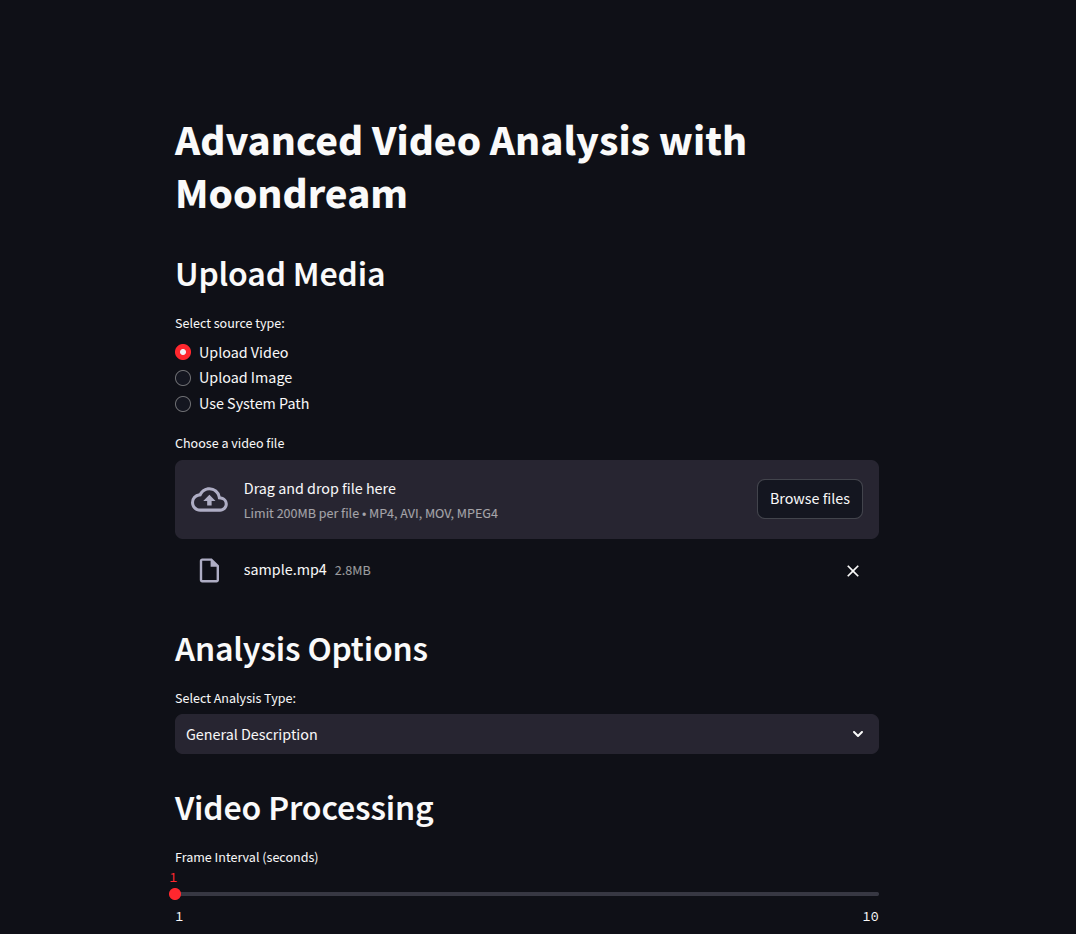 Advanced Video Analysis with
Moondream
Upload Media
Select source type:
Upload Video
Upload Image
Use System Path
Choose a video file
Drag and drop file here
Limit 200MB per file • MP4, AVI, MOV, MPEG4
Browse files
sample.mp4 2.8MB
Analysis Options
Select Analysis Type:
General Description
Video Processing
Frame Interval (seconds)
1
1 10